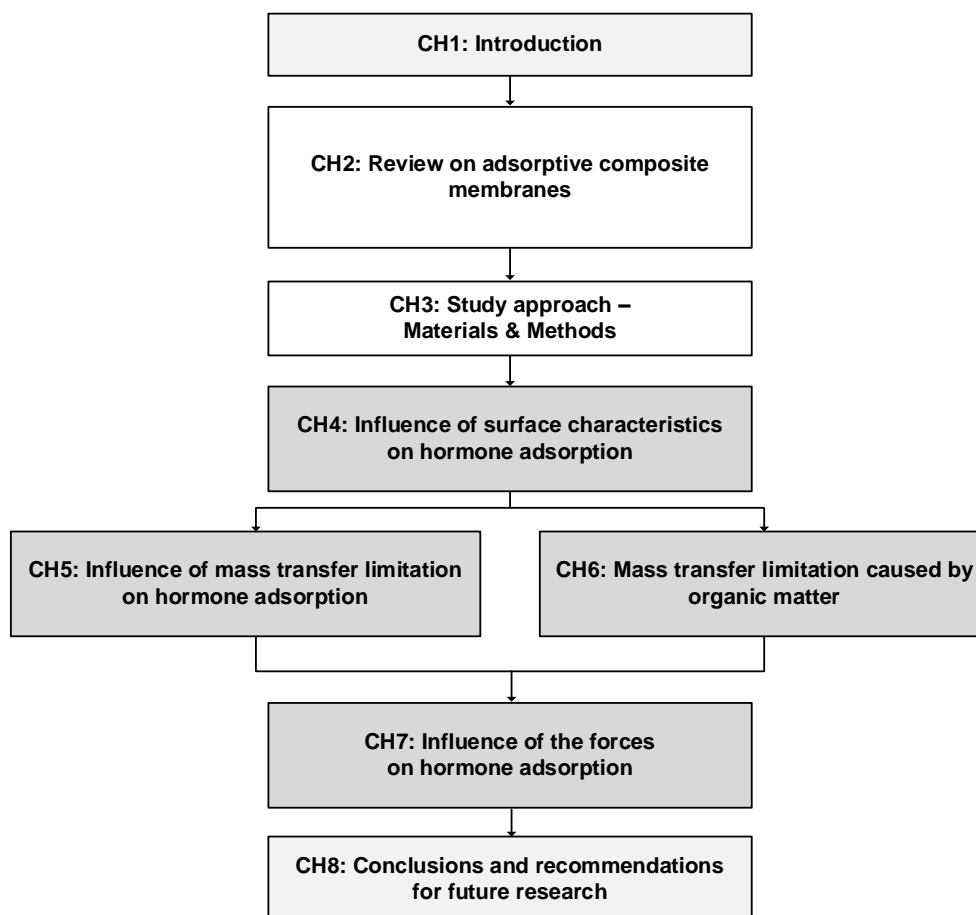 CH1: Introduction
CH2: Review on adsorptive composite
membranes
CH3: Study approach –
Materials & Methods
CH4: Influence of surface characteristics
on hormone adsorption
CH5: Influence of mass transfer limitation
on hormone adsorption
CH6: Mass transfer limitation caused by
organic matter
CH7: Influence of the forces
on hormone adsorption
CH8: Conclusions and recommendations
for future research